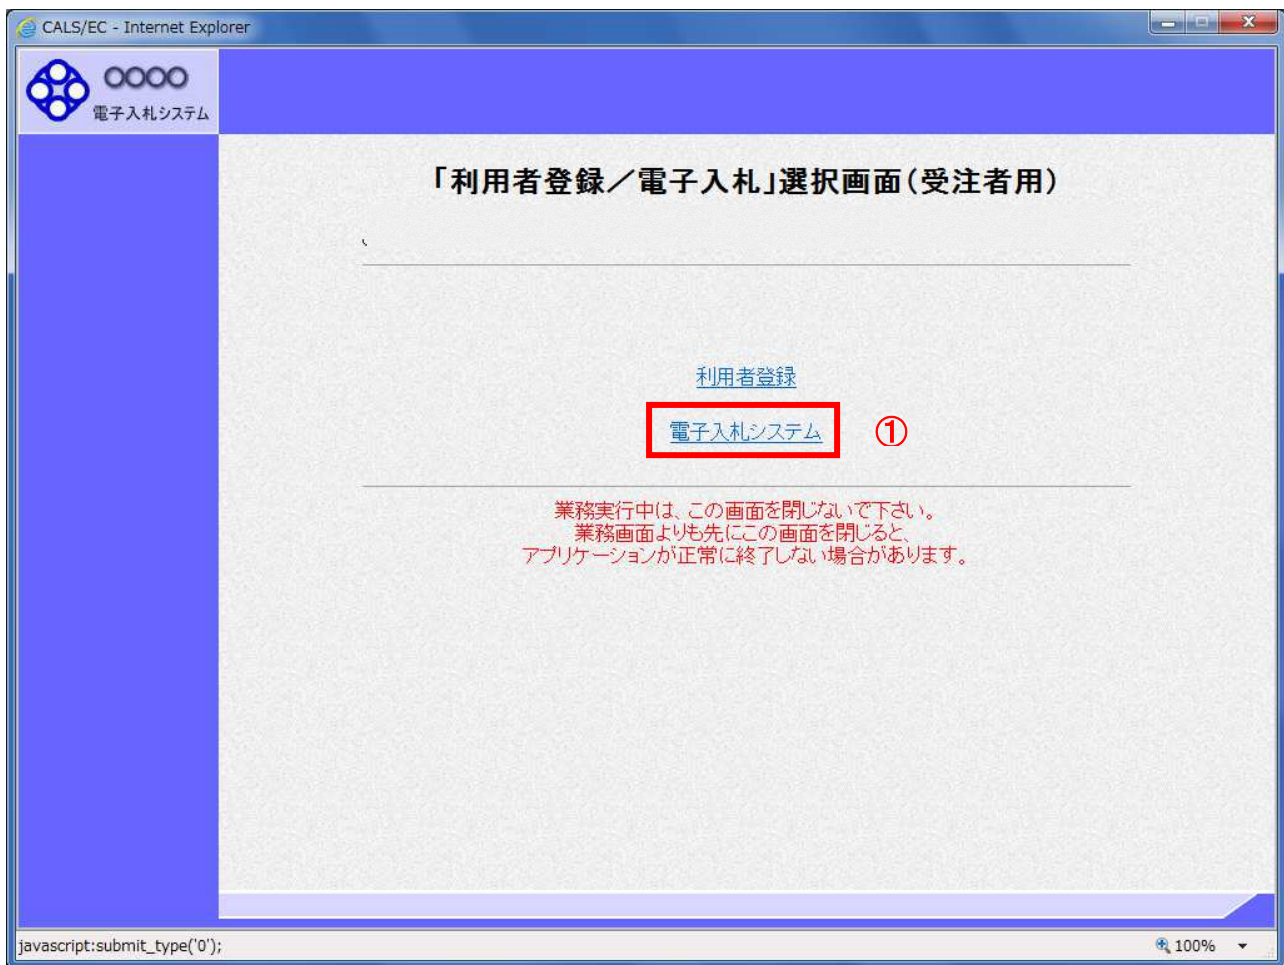 CALS/EC - Internet Explorer
○○○○
電子入札システム
「利用者登録／電子入札」選択画面（受注者用）
利用者登録
電子入札システム ①
業務実行中は、この画面を閉じないで下さい。
業務画面よりも先にこの画面を閉じると、
アプリケーションが正常に終了しない場合があります。
javascript:submit_type('0');
100%